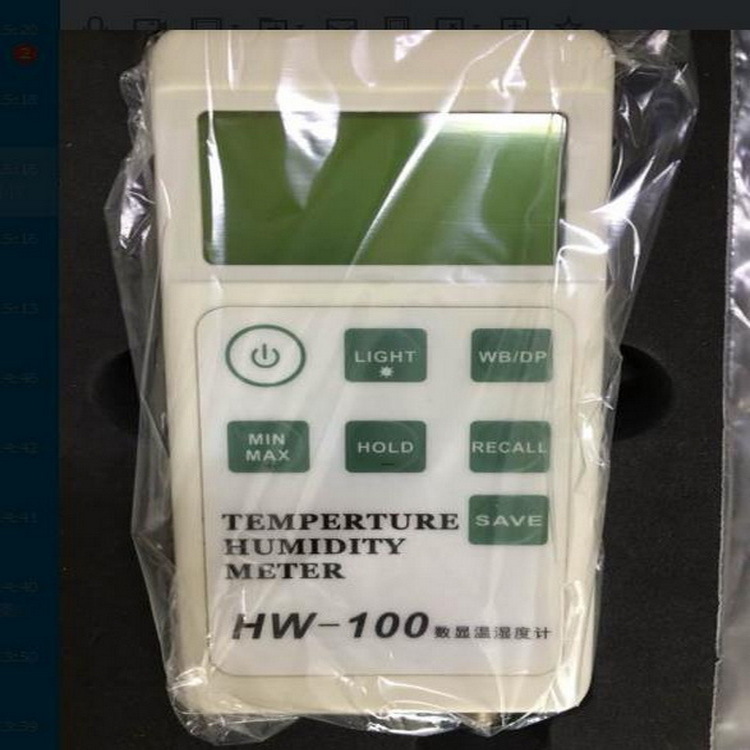 LIGHT
WB/DP
MIN
MAX
HOLD
RECALL
SAVE
TEMPERTURE
HUMIDITY
METER
HW-100 数显温湿度计